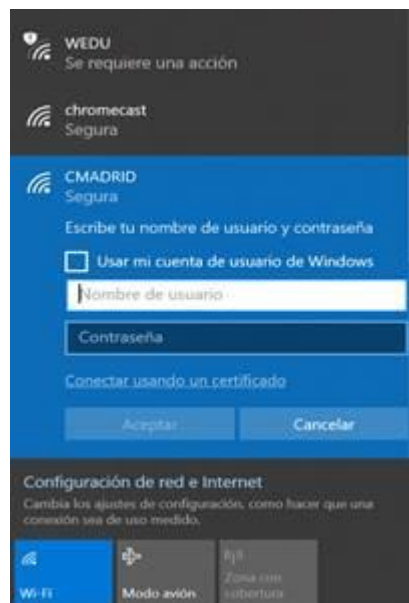 WEDU
Se requiere una acción
chromecast
Segura
CMADRID
Segura
Escribe tu nombre de usuario y contraseña
Usar mi cuenta de usuario de Windows
Nombre de usuario
Contraseña
Conectar usando un certificado
Aceptar Cancelar
Configuración de red e Internet
Cambia los ajustes de configuración, como hacer que una
conexión sea de uso medido.
Zona con
Wi-Fi Modo avión cobertura